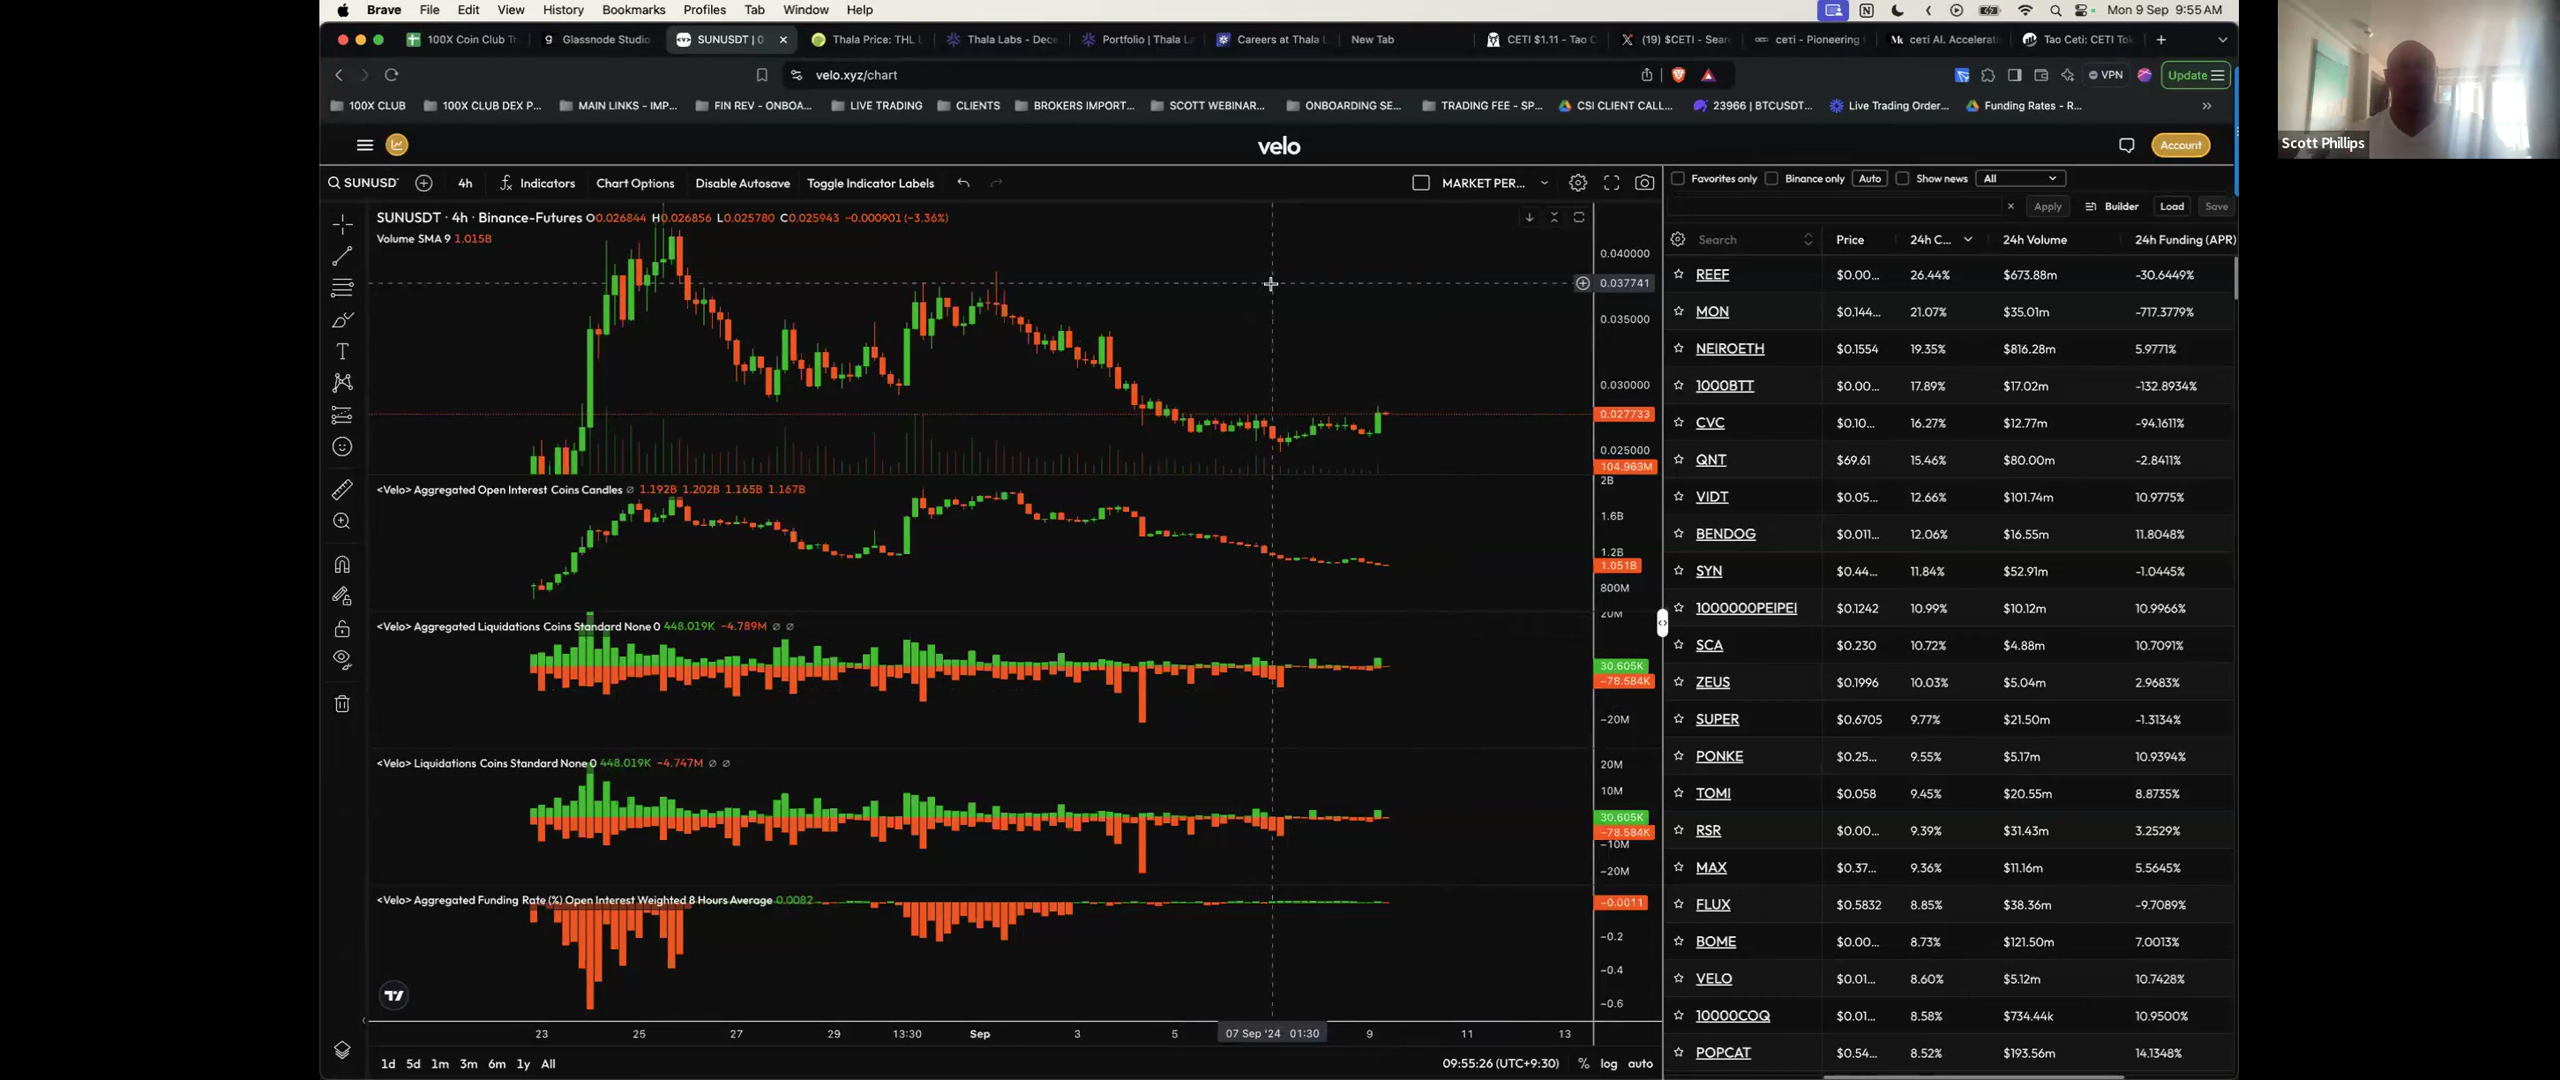 Brave File Edit View History Bookmarks Profiles Tab Window Help Mon 9 Sep 9:55 AM
100X Coin Club Tr Glassnode Studio SUNUSDT | 0 Thala Price: THL Thala Labs - Dece Portfolio | Thala La Careers at Thala L New Tab CETI $1.11 - Tao C (19) $CETI - Sear ceτi - Pioneering ceτi AI. Accelerati Tao Ceti: CETI Tok
velo.xyz/chart VPN Update
100X CLUB 100X CLUB DEX P... MAIN LINKS - IMP... FIN REV - ONBOA... LIVE TRADING CLIENTS BROKERS IMPORT... SCOTT WEBINAR... ONBOARDING SE... TRADING FEE - SP... CSI CLIENT CALL... 23966 | BTCUSDT... Live Trading Order... Funding Rates - R... »
Scott Phillips
velo Account
SUNUSD 4h Indicators Chart Options Disable Autosave Toggle Indicator Labels MARKET PER...
Favorites only Binance only Auto Show news All
Apply Builder Load Save
SUNUSDT · 4h · Binance-Futures O0.026844 H0.026856 L0.025780 C0.025943 −0.000901 (−3.36%)
Volume SMA 9 1.015B
0.040000
0.037741
0.035000
0.030000
0.027733
0.025000
104.963M
<Velo> Aggregated Open Interest Coins Candles ∅ 1.192B 1.202B 1.165B 1.167B
2B
1.6B
1.2B
1.051B
800M
<Velo> Aggregated Liquidations Coins Standard None 0 448.019K −4.789M ∅ ∅
20M
30.605K
−78.584K
−20M
<Velo> Liquidations Coins Standard None 0 448.019K −4.747M ∅ ∅
20M
10M
30.605K
−78.584K
−10M
−20M
<Velo> Aggregated Funding Rate (%) Open Interest Weighted 8 Hours Average 0.0082
−0.0011
−0.2
−0.4
−0.6
23 25 27 29 13:30 Sep 3 5 07 Sep '24 01:30 9 11 13
1d 5d 1m 3m 6m 1y All 09:55:26 (UTC+9:30) % log auto
Search Price 24h C... 24h Volume 24h Funding (APR)
REEF $0.00... 26.44% $673.88m -30.6449%
MON $0.144... 21.07% $35.01m -717.3779%
NEIROETH $0.1554 19.35% $816.28m 5.9771%
1000BTT $0.00... 17.89% $17.02m -132.8934%
CVC $0.10... 16.27% $12.77m -94.1611%
QNT $69.61 15.46% $80.00m -2.8411%
VIDT $0.05... 12.66% $101.74m 10.9775%
BENDOG $0.011... 12.06% $16.55m 11.8048%
SYN $0.44... 11.84% $52.91m -1.0445%
1000000PEIPEI $0.1242 10.99% $10.12m 10.9966%
SCA $0.230 10.72% $4.88m 10.7091%
ZEUS $0.1996 10.03% $5.04m 2.9683%
SUPER $0.6705 9.77% $21.50m -1.3134%
PONKE $0.25... 9.55% $5.17m 10.9394%
TOMI $0.058 9.45% $20.55m 8.8735%
RSR $0.00... 9.39% $31.43m 3.2529%
MAX $0.37... 9.36% $11.16m 5.5645%
FLUX $0.5832 8.85% $38.36m -9.7089%
BOME $0.00... 8.73% $121.50m 7.0013%
VELO $0.01... 8.60% $5.12m 10.7428%
10000COQ $0.01... 8.58% $734.44k 10.9500%
POPCAT $0.54... 8.52% $193.56m 14.1348%